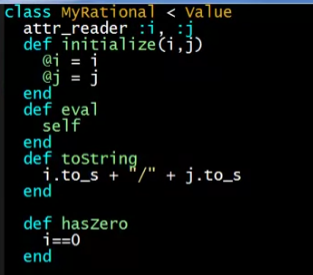 class MyRational < Value
  attr_reader :i, :j
  def initialize(i,j)
    @i = i
    @j = j
  end
  def eval
    self
  end
  def toString
    i.to_s + "/" + j.to_s
  end

  def hasZero
    i==0
  end